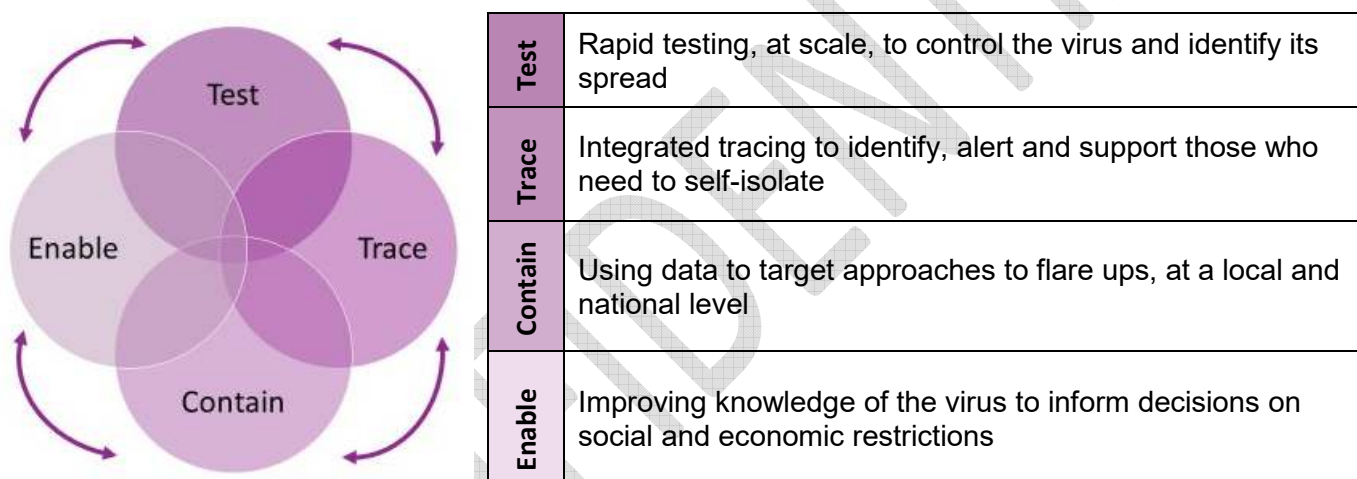 Test
Enable
Trace
Contain
Test
Rapid testing, at scale, to control the virus and identify its
spread
Trace
Integrated tracing to identify, alert and support those who
need to self-isolate
Contain
Using data to target approaches to flare ups, at a local and
national level
Enable
Improving knowledge of the virus to inform decisions on
social and economic restrictions